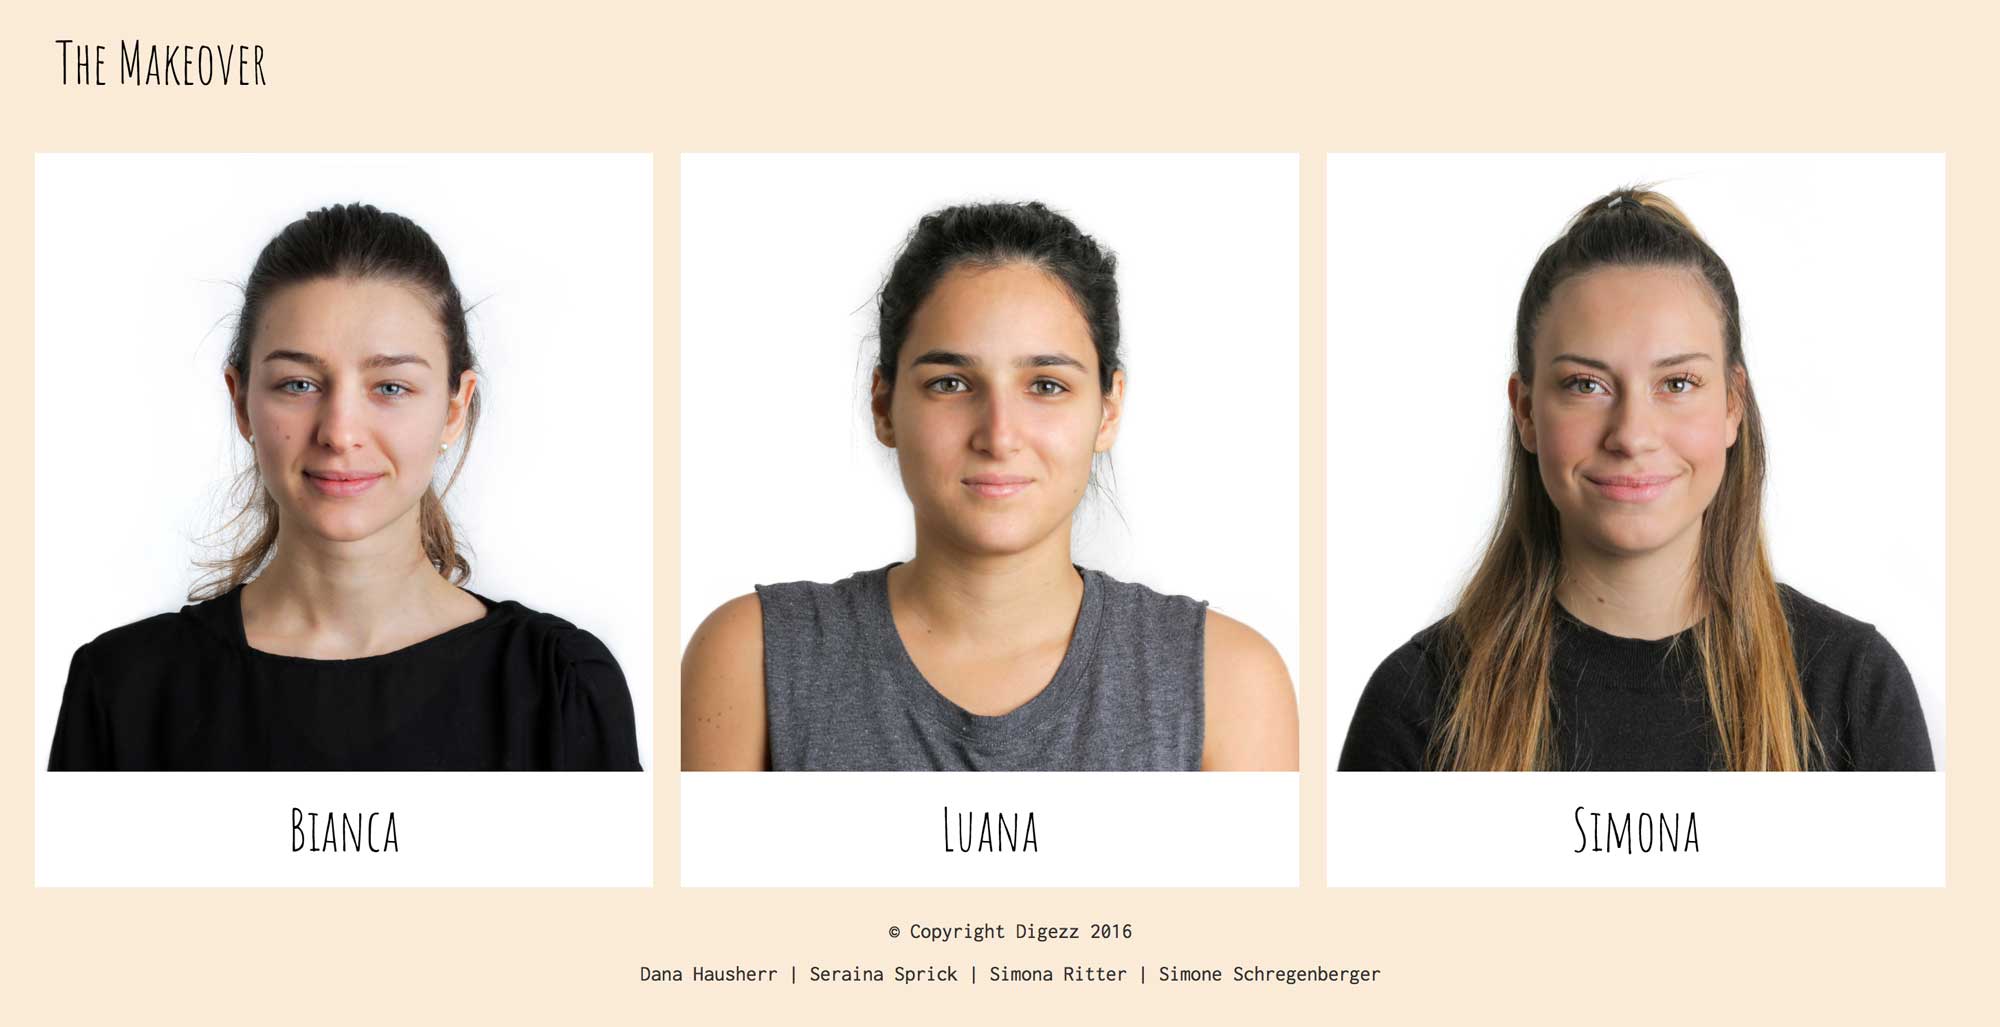 The Makeover
Bianca
Luana
Simona
© Copyright Digezz 2016
Dana Hausherr | Seraina Sprick | Simona Ritter | Simone Schregenberger